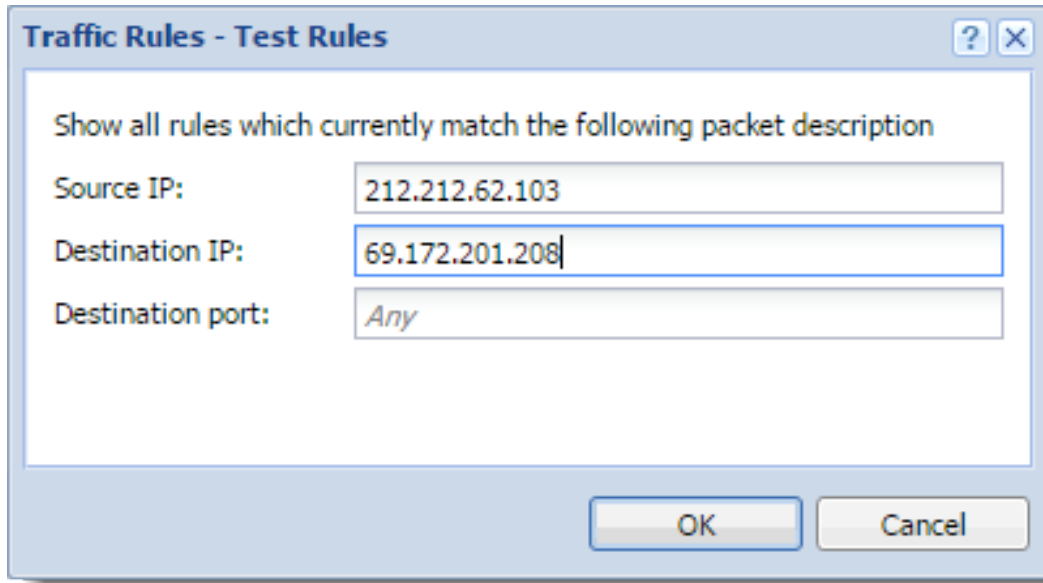 Traffic Rules - Test Rules
Show all rules which currently match the following packet description
Source IP: 212.212.62.103
Destination IP: 69.172.201.208
Destination port: Any
OK Cancel